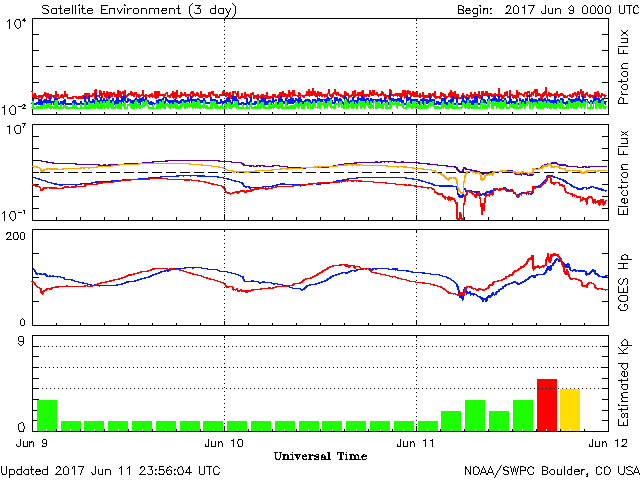 Satellite Environment (3 day) Begin: 2017 Jun 9 0000 UTC
10⁴
10⁻²
Proton Flux
10⁷
10⁻¹
Electron Flux
200
0
GOES Hp
9
0
Estimated Kp
Jun 9 Jun 10 Jun 11 Jun 12
Universal Time
Updated 2017 Jun 11 23:56:04 UTC NOAA/SWPC Boulder, CO USA